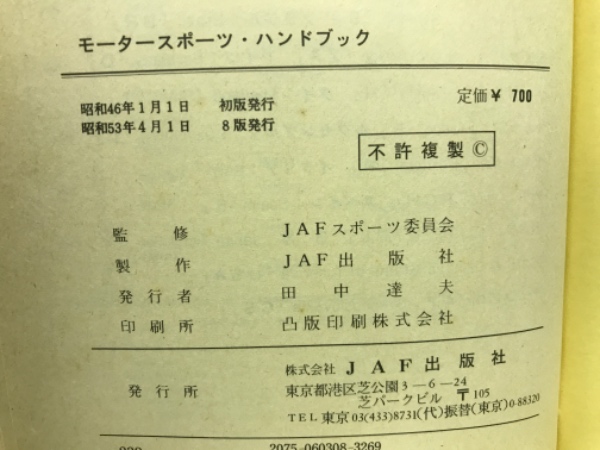 モータースポーツ・ハンドブック
昭和46年1月1日 初版発行 定価¥ 700
昭和53年4月1日 8版発行
不許複製©
監修 JAFスポーツ委員会
製作 JAF出版社
発行者 田中達夫
印刷所 凸版印刷株式会社
株式会社 JAF出版社
発行所 東京都港区芝公園3-6-24
芝パークビル 〒105
TEL東京03(433)8731(代)振替(東京)0-88320
2075-060308-3269